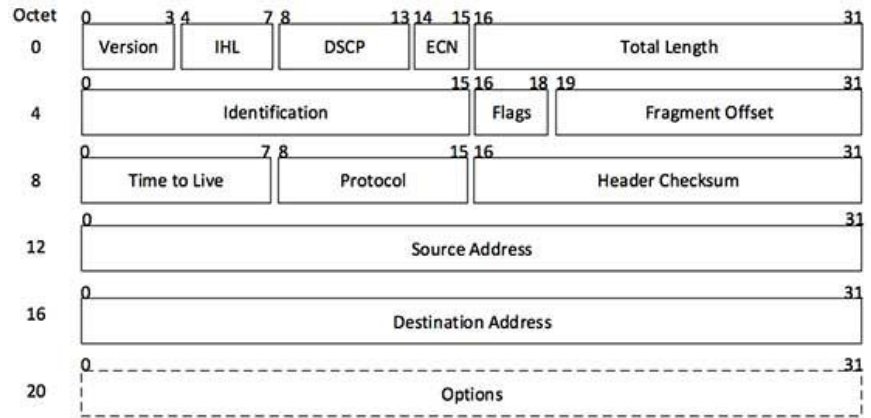 Octet 0 3 4 7 8 13 14 15 16 31
0 Version IHL DSCP ECN Total Length
0 15 16 18 19 31
4 Identification Flags Fragment Offset
0 7 8 15 16 31
8 Time to Live Protocol Header Checksum
0 31
12 Source Address
0 31
16 Destination Address
0 31
20 Options